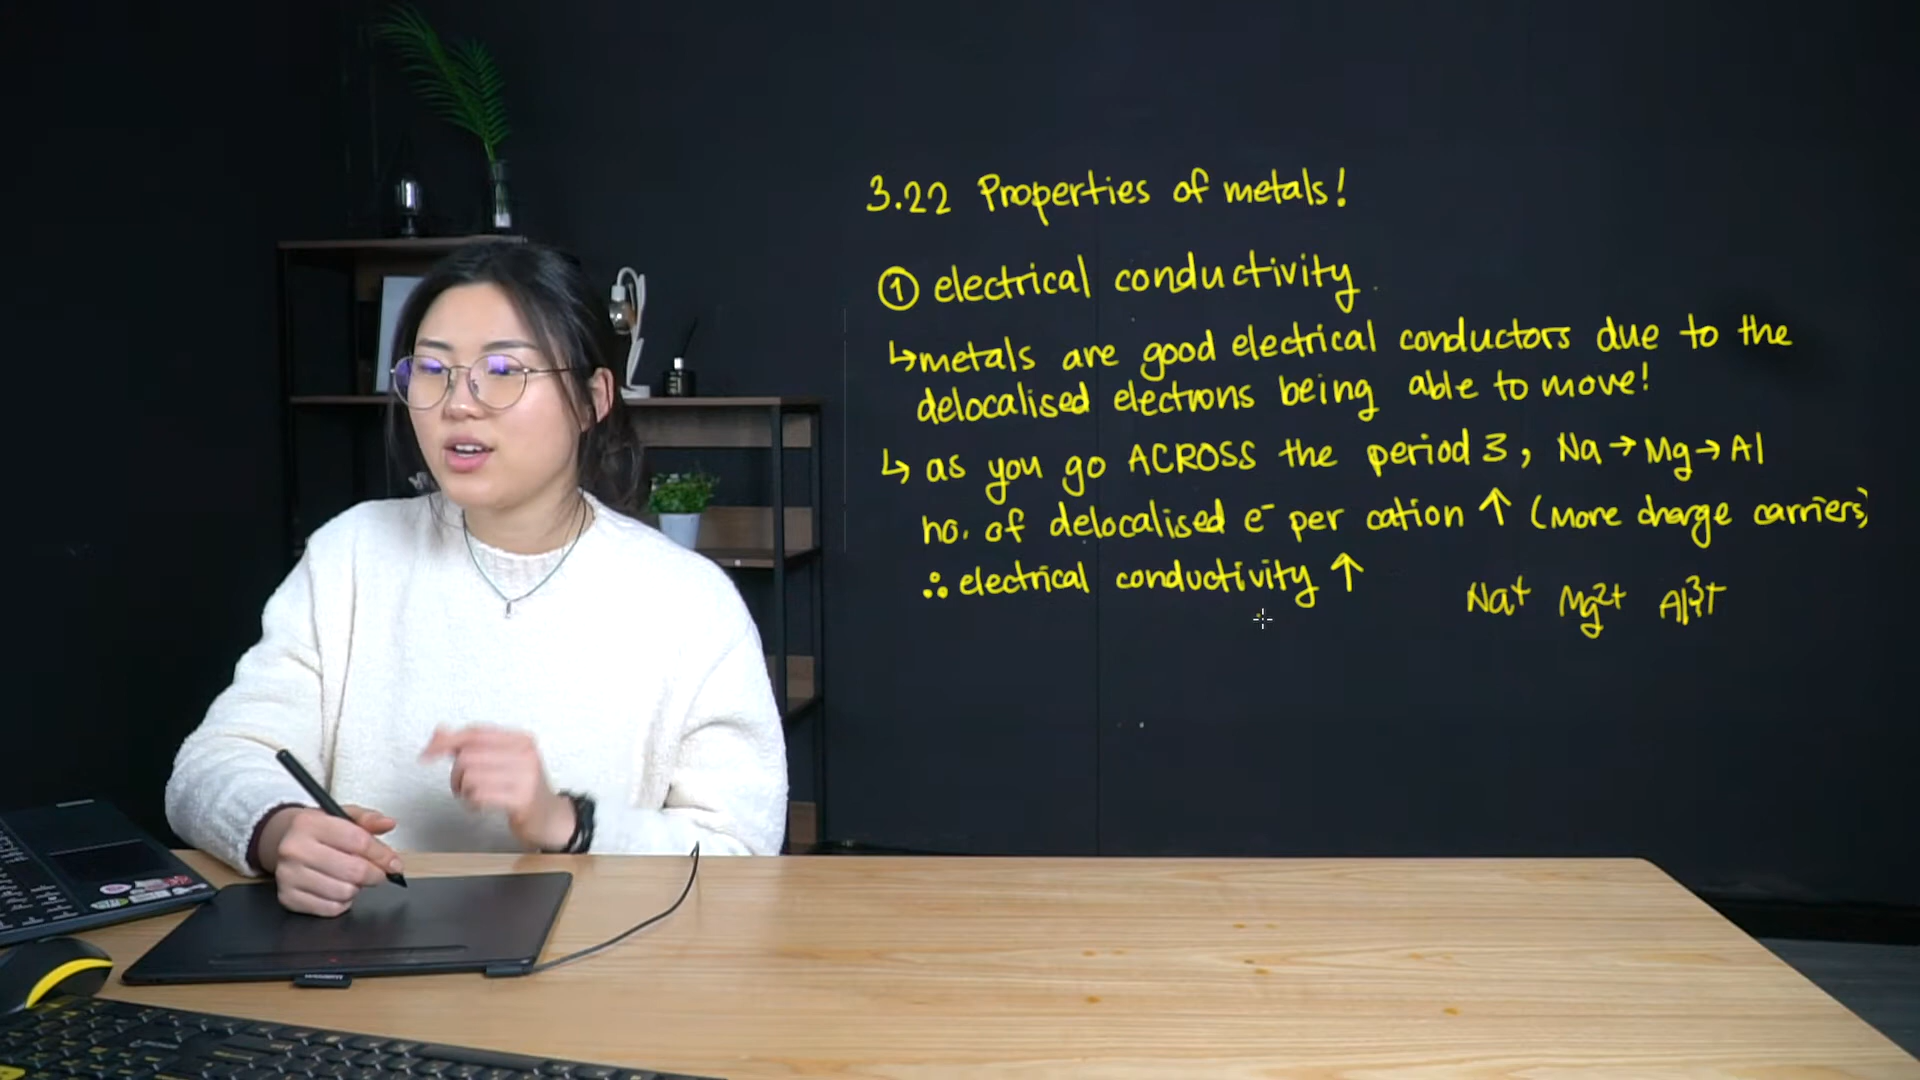 3.22 Properties of metals!
① electrical conductivity
↳ metals are good electrical conductors due to the
delocalised electrons being able to move!
↳ as you go ACROSS the period 3, Na → Mg → Al
no. of delocalised e⁻ per cation ↑ (more charge carriers)
∴ electrical conductivity ↑
Na⁺ Mg²⁺ Al³⁺